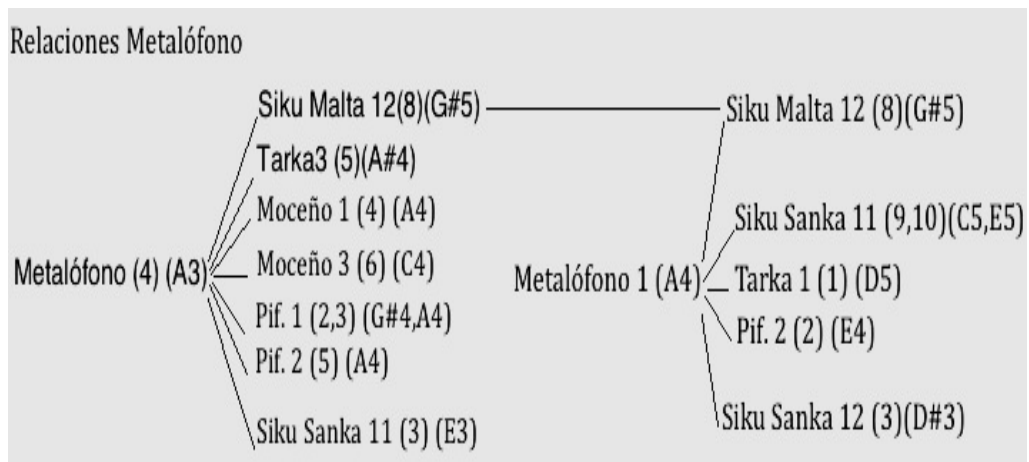 Relaciones Metalófono
Siku Malta 12(8)(G#5)
Tarka3 (5)(A#4)
Moceño 1 (4) (A4)
Metalófono (4) (A3)
Moceño 3 (6) (C4)
Pif. 1 (2,3) (G#4,A4)
Pif. 2 (5) (A4)
Siku Sanka 11 (3) (E3)
Siku Malta 12 (8)(G#5)
Siku Sanka 11 (9,10)(C5,E5)
Metalófono 1 (A4)
Tarka 1 (1) (D5)
Pif. 2 (2) (E4)
Siku Sanka 12 (3)(D#3)